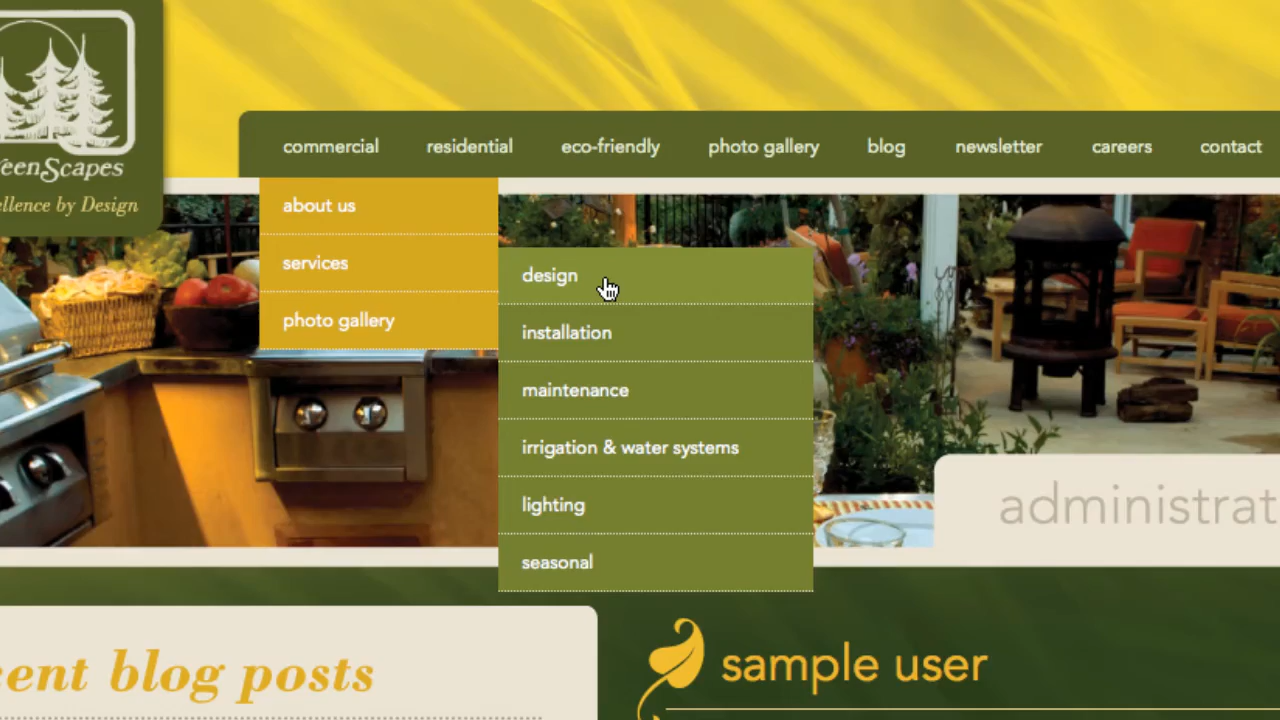 eenScapes
ellence by Design
commercial residential eco-friendly photo gallery blog newsletter careers contact
about us
services
photo gallery
design
installation
maintenance
irrigation & water systems
lighting
seasonal
administrat
cent blog posts
sample user